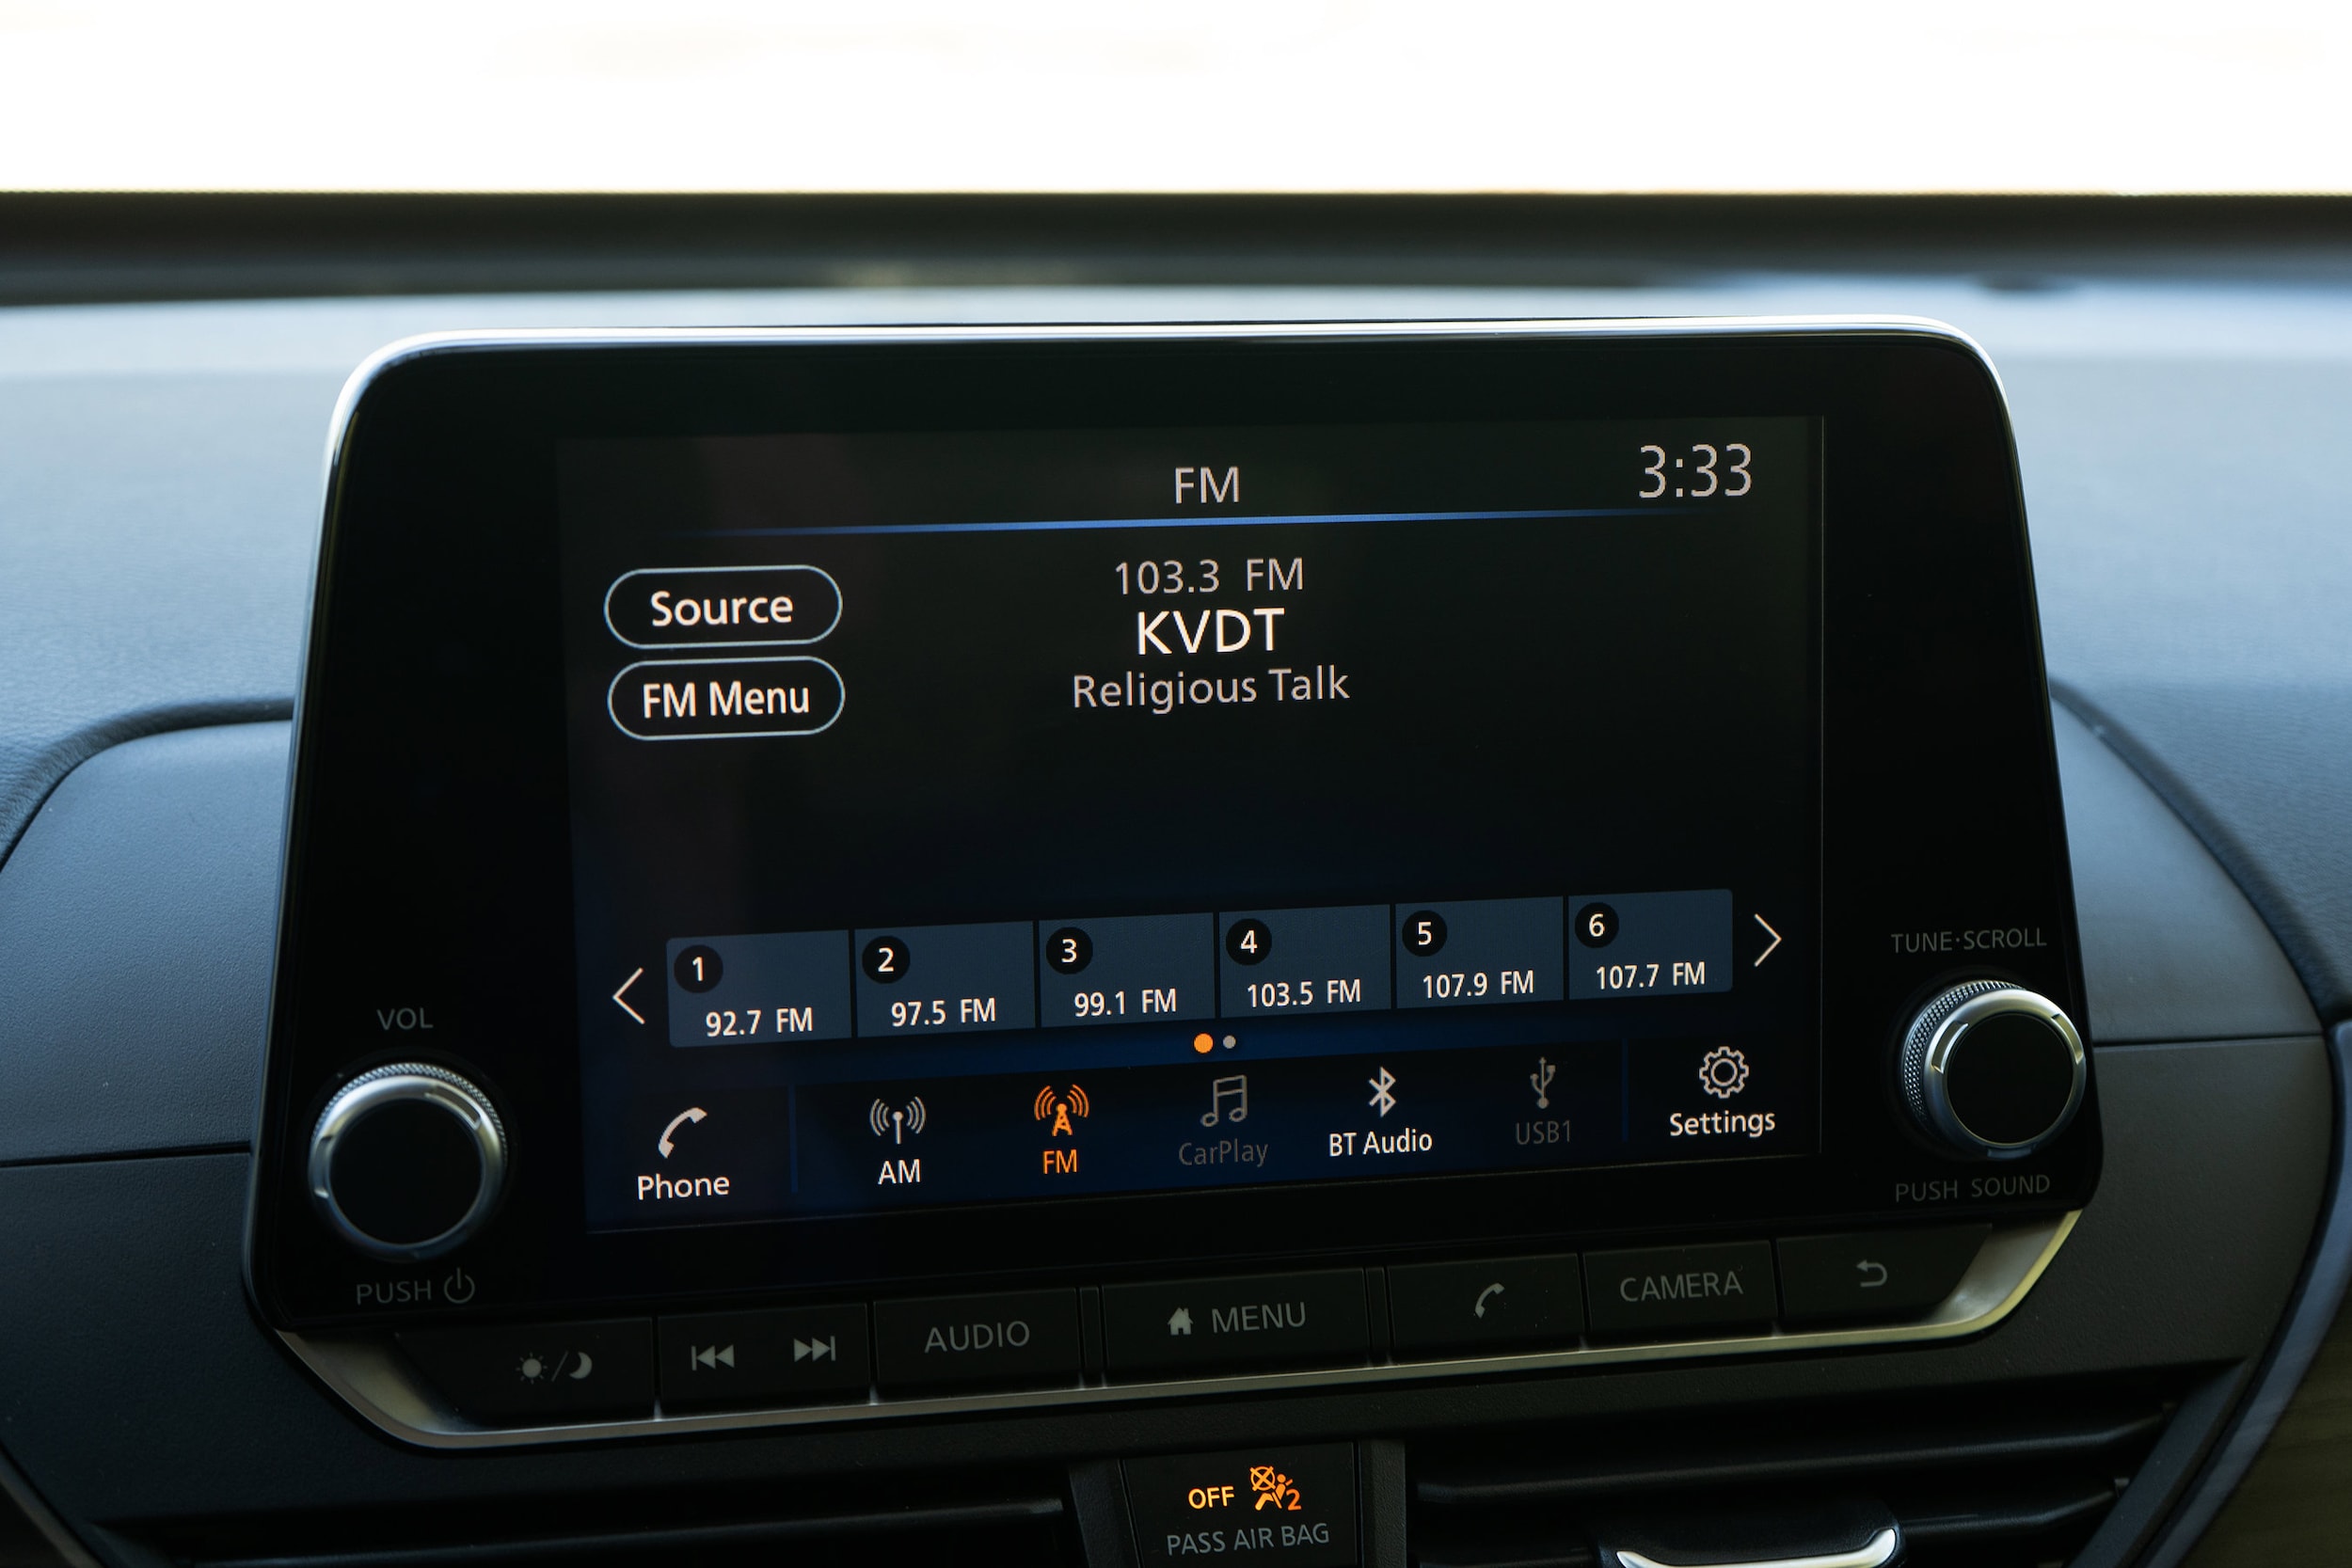 FM
3:33
Source
103.3 FM
KVDT
FM Menu
Religious Talk
1
2
3
4
5
6
92.7 FM
97.5 FM
99.1 FM
103.5 FM
107.9 FM
107.7 FM
TUNE·SCROLL
VOL
Phone
AM
FM
CarPlay
BT Audio
USB1
Settings
PUSH SOUND
PUSH
AUDIO
MENU
CAMERA
OFF
2
PASS AIR BAG